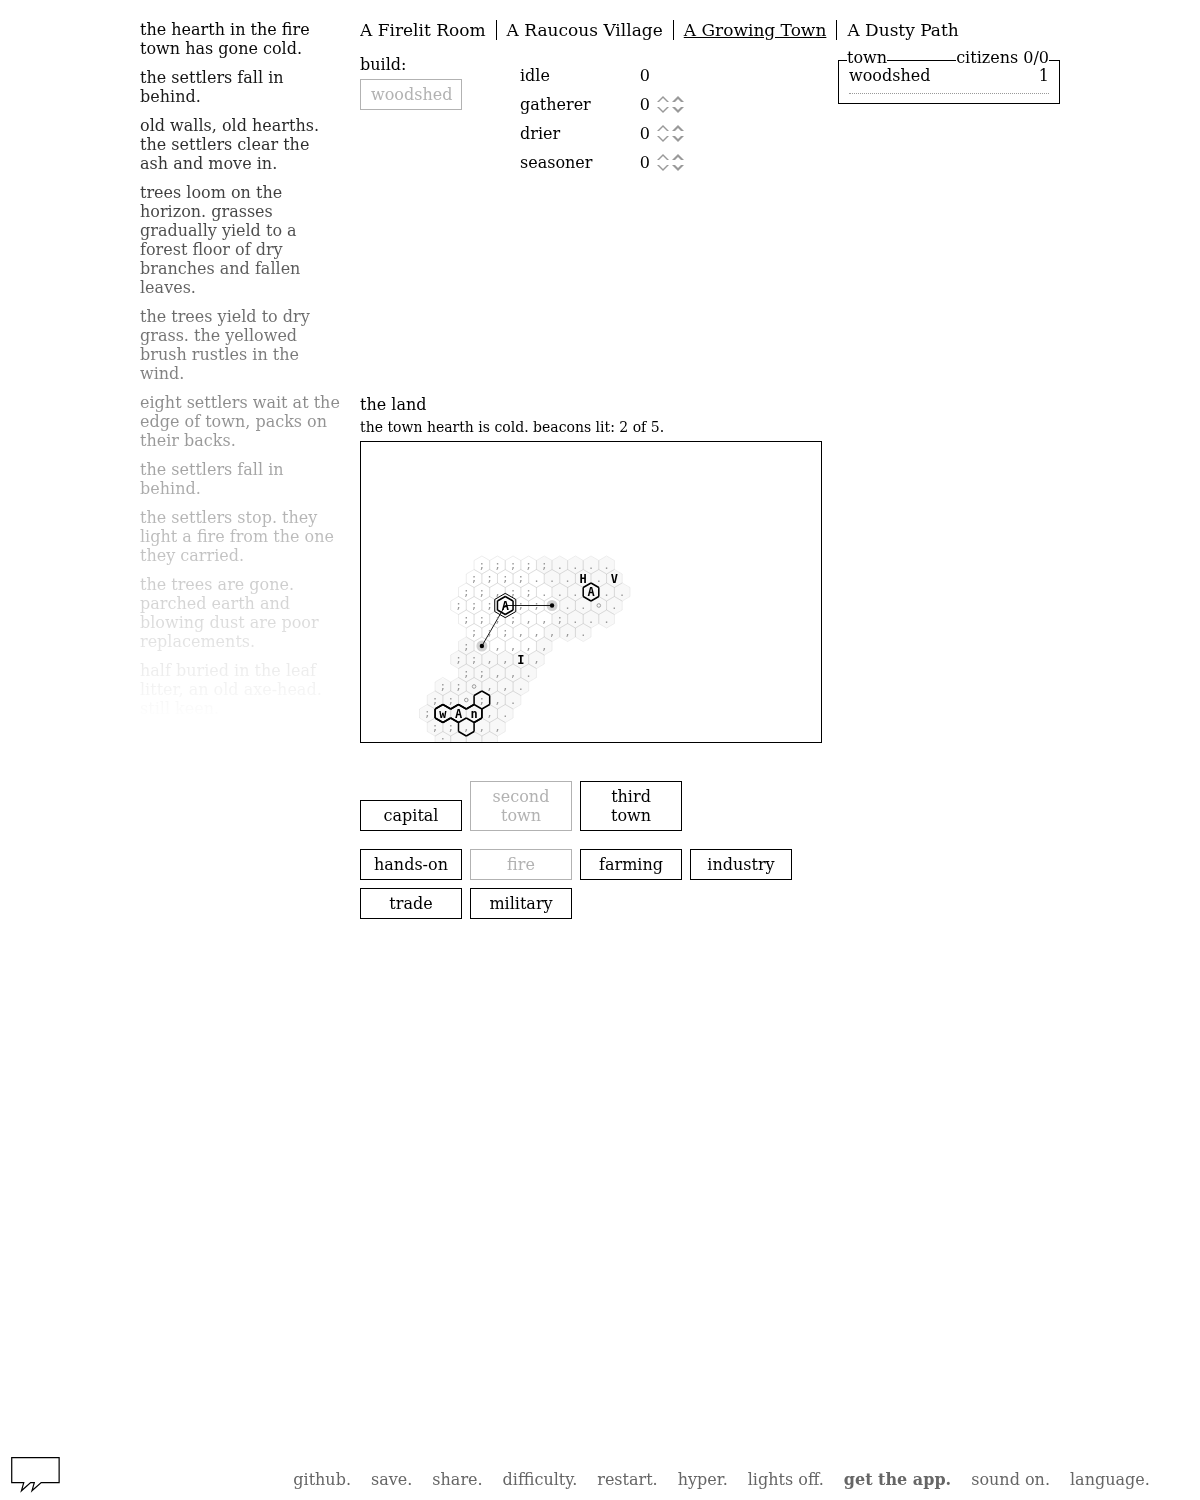 the hearth in the fire
town has gone cold.
the settlers fall in
behind.
old walls, old hearths.
the settlers clear the
ash and move in.
trees loom on the
horizon. grasses
gradually yield to a
forest floor of dry
branches and fallen
leaves.
the trees yield to dry
grass. the yellowed
brush rustles in the
wind.
eight settlers wait at the
edge of town, packs on
their backs.
the settlers fall in
behind.
the settlers stop. they
light a fire from the one
they carried.
the trees are gone.
parched earth and
blowing dust are poor
replacements.
half buried in the leaf
litter, an old axe-head.
still keen.
A Firelit Room
A Raucous Village
A Growing Town
A Dusty Path
build:
woodshed
idle 0
gatherer 0
drier 0
seasoner 0
town citizens 0/0
woodshed 1
the land
the town hearth is cold. beacons lit: 2 of 5.
H V
A
A
I
w A n
capital
second
town
third
town
hands-on
fire
farming
industry
trade
military
github. save. share. difficulty. restart. hyper. lights off. get the app. sound on. language.